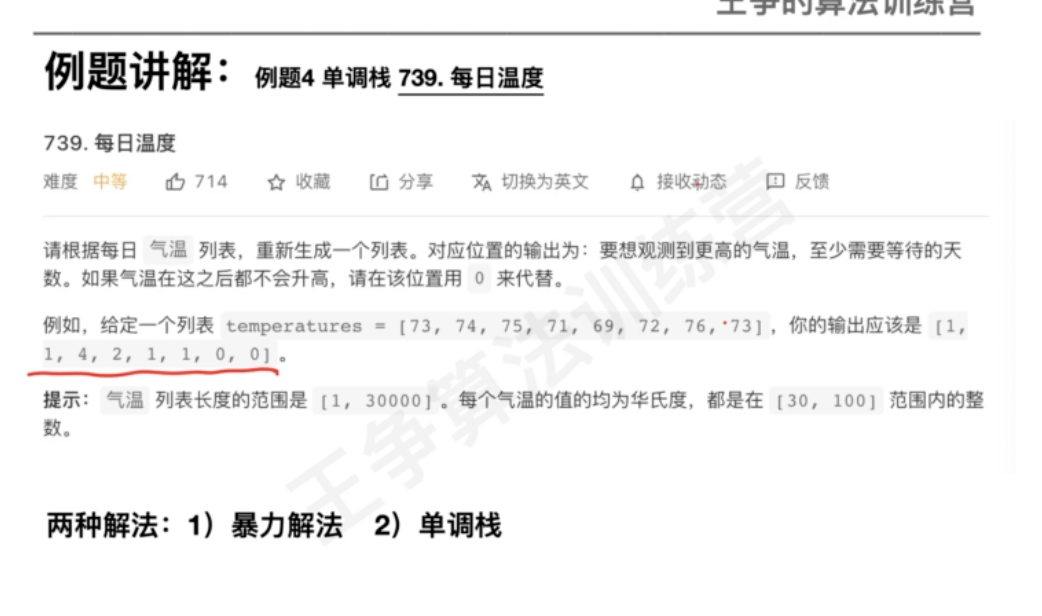 王争的算法训练营
例题讲解： 例题4 单调栈 739. 每日温度
739. 每日温度
难度 中等 714 收藏 分享 切换为英文 接收动态 反馈
请根据每日 气温 列表，重新生成一个列表。对应位置的输出为：要想观测到更高的气温，至少需要等待的天
数。如果气温在这之后都不会升高，请在该位置用 0 来代替。
例如，给定一个列表 temperatures = [73, 74, 75, 71, 69, 72, 76, 73]，你的输出应该是 [1,
1, 4, 2, 1, 1, 0, 0]。
提示：气温 列表长度的范围是 [1, 30000]。每个气温的值的均为华氏度，都是在 [30, 100] 范围内的整
数。
王争算法训练营
两种解法：1）暴力解法 2）单调栈